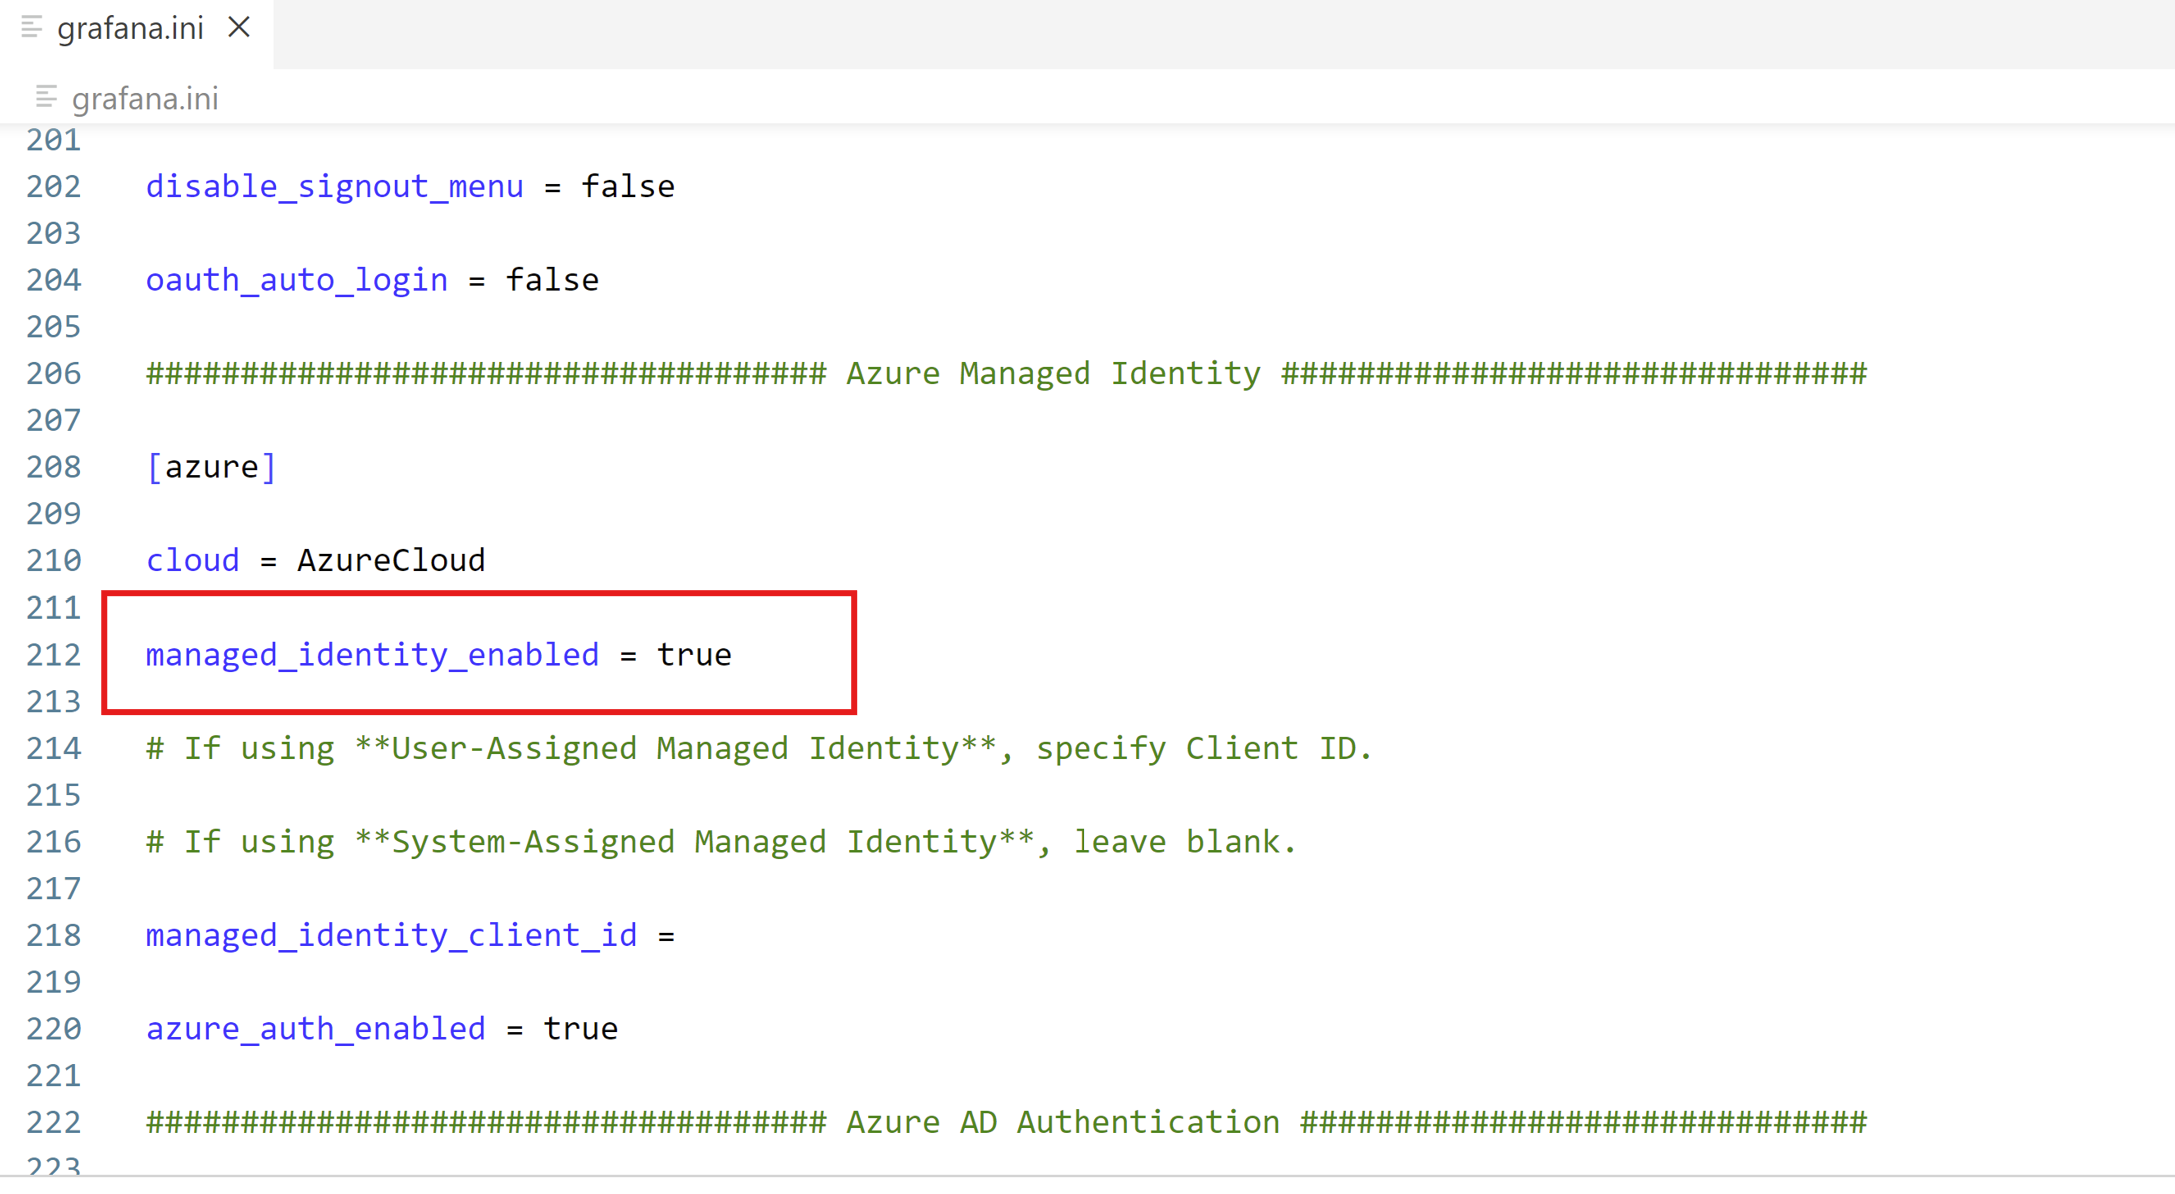 grafana.ini
grafana.ini
201
202 disable_signout_menu = false
203
204 oauth_auto_login = false
205
206 #################################### Azure Managed Identity ###############################
207
208 [azure]
209
210 cloud = AzureCloud
211
212 managed_identity_enabled = true
213
214 # If using **User-Assigned Managed Identity**, specify Client ID.
215
216 # If using **System-Assigned Managed Identity**, leave blank.
217
218 managed_identity_client_id =
219
220 azure_auth_enabled = true
221
222 #################################### Azure AD Authentication ##############################
223